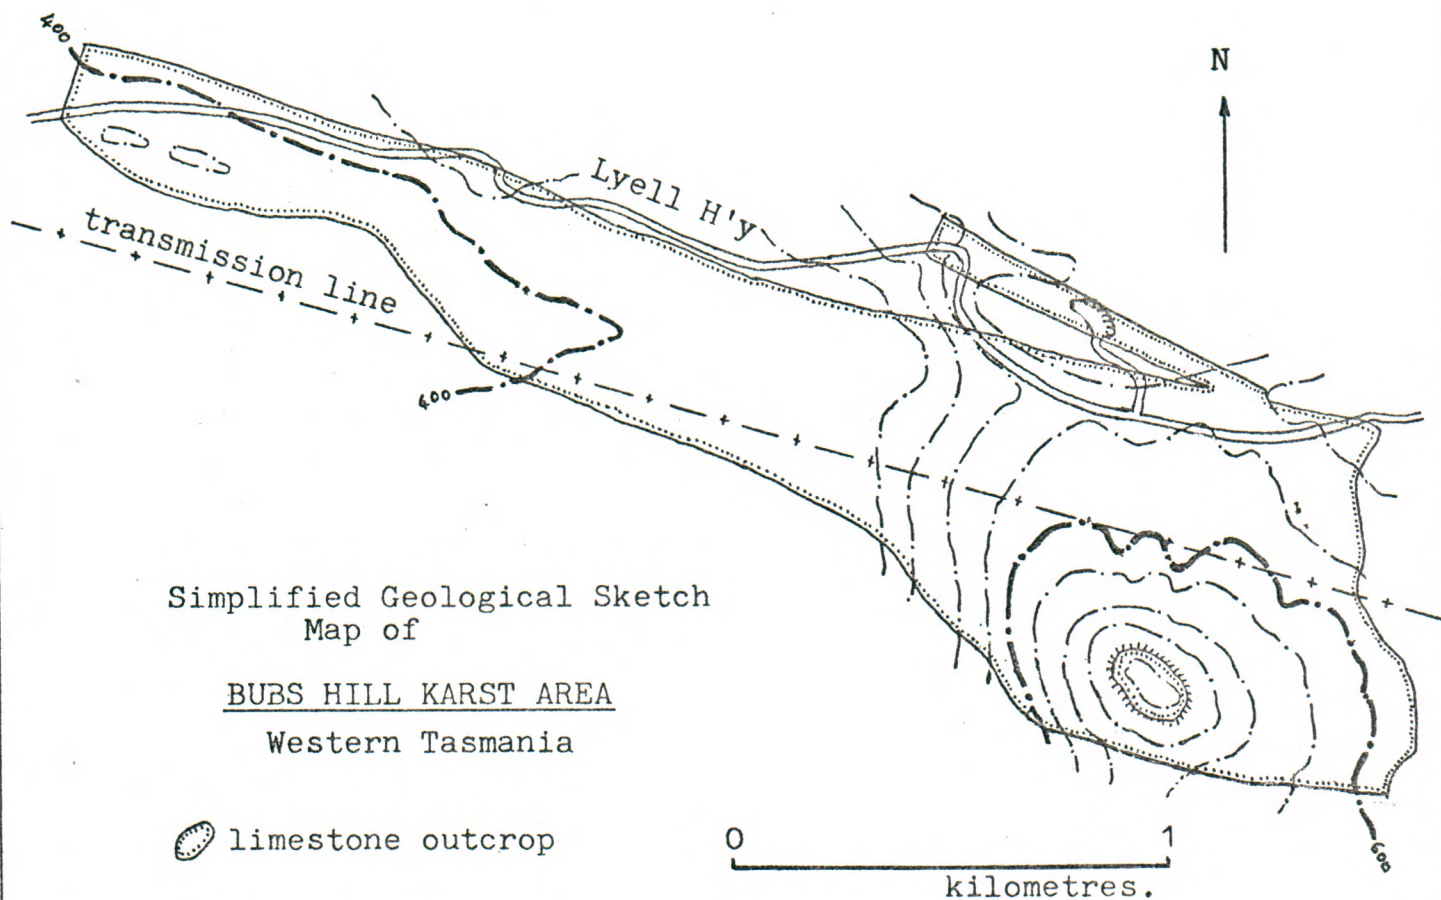 400
N
Lyell H'y
transmission line
400
Simplified Geological Sketch
Map of
BUBS HILL KARST AREA
Western Tasmania
limestone outcrop
0 1
kilometres.
600